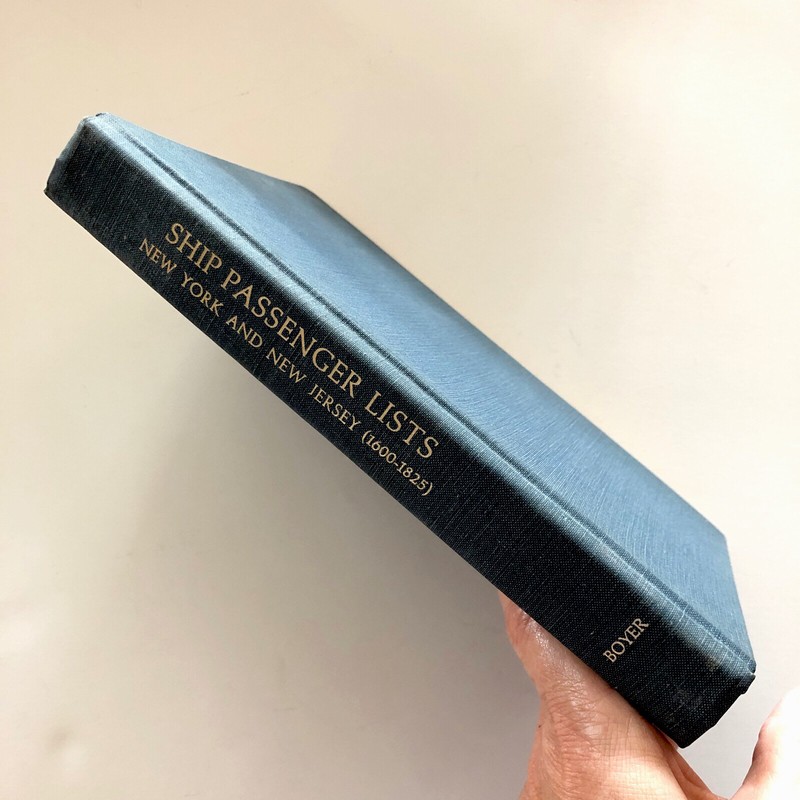 SHIP PASSENGER LISTS
NEW YORK AND NEW JERSEY (1600-1825)
BOYER